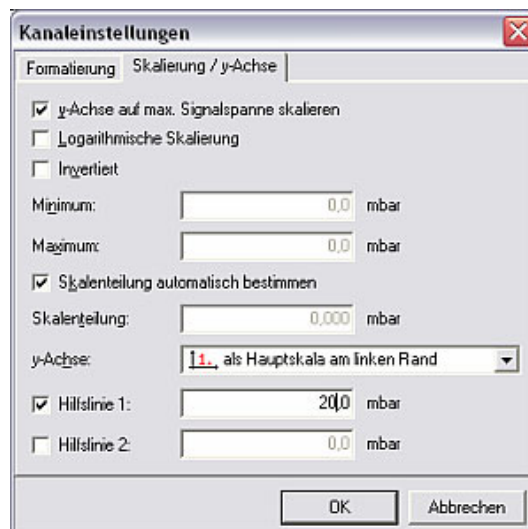 Kanaleinstellungen
Formatierung Skalierung / y-Achse
y-Achse auf max. Signalspanne skalieren
Logarithmische Skalierung
Invertiert
Minimum: 0,0 mbar
Maximum: 0,0 mbar
Skalenteilung automatisch bestimmen
Skalenteilung: 0,000 mbar
y-Achse: 1. als Hauptskala am linken Rand
Hilfslinie 1: 20,0 mbar
Hilfslinie 2: 0,0 mbar
OK Abbrechen